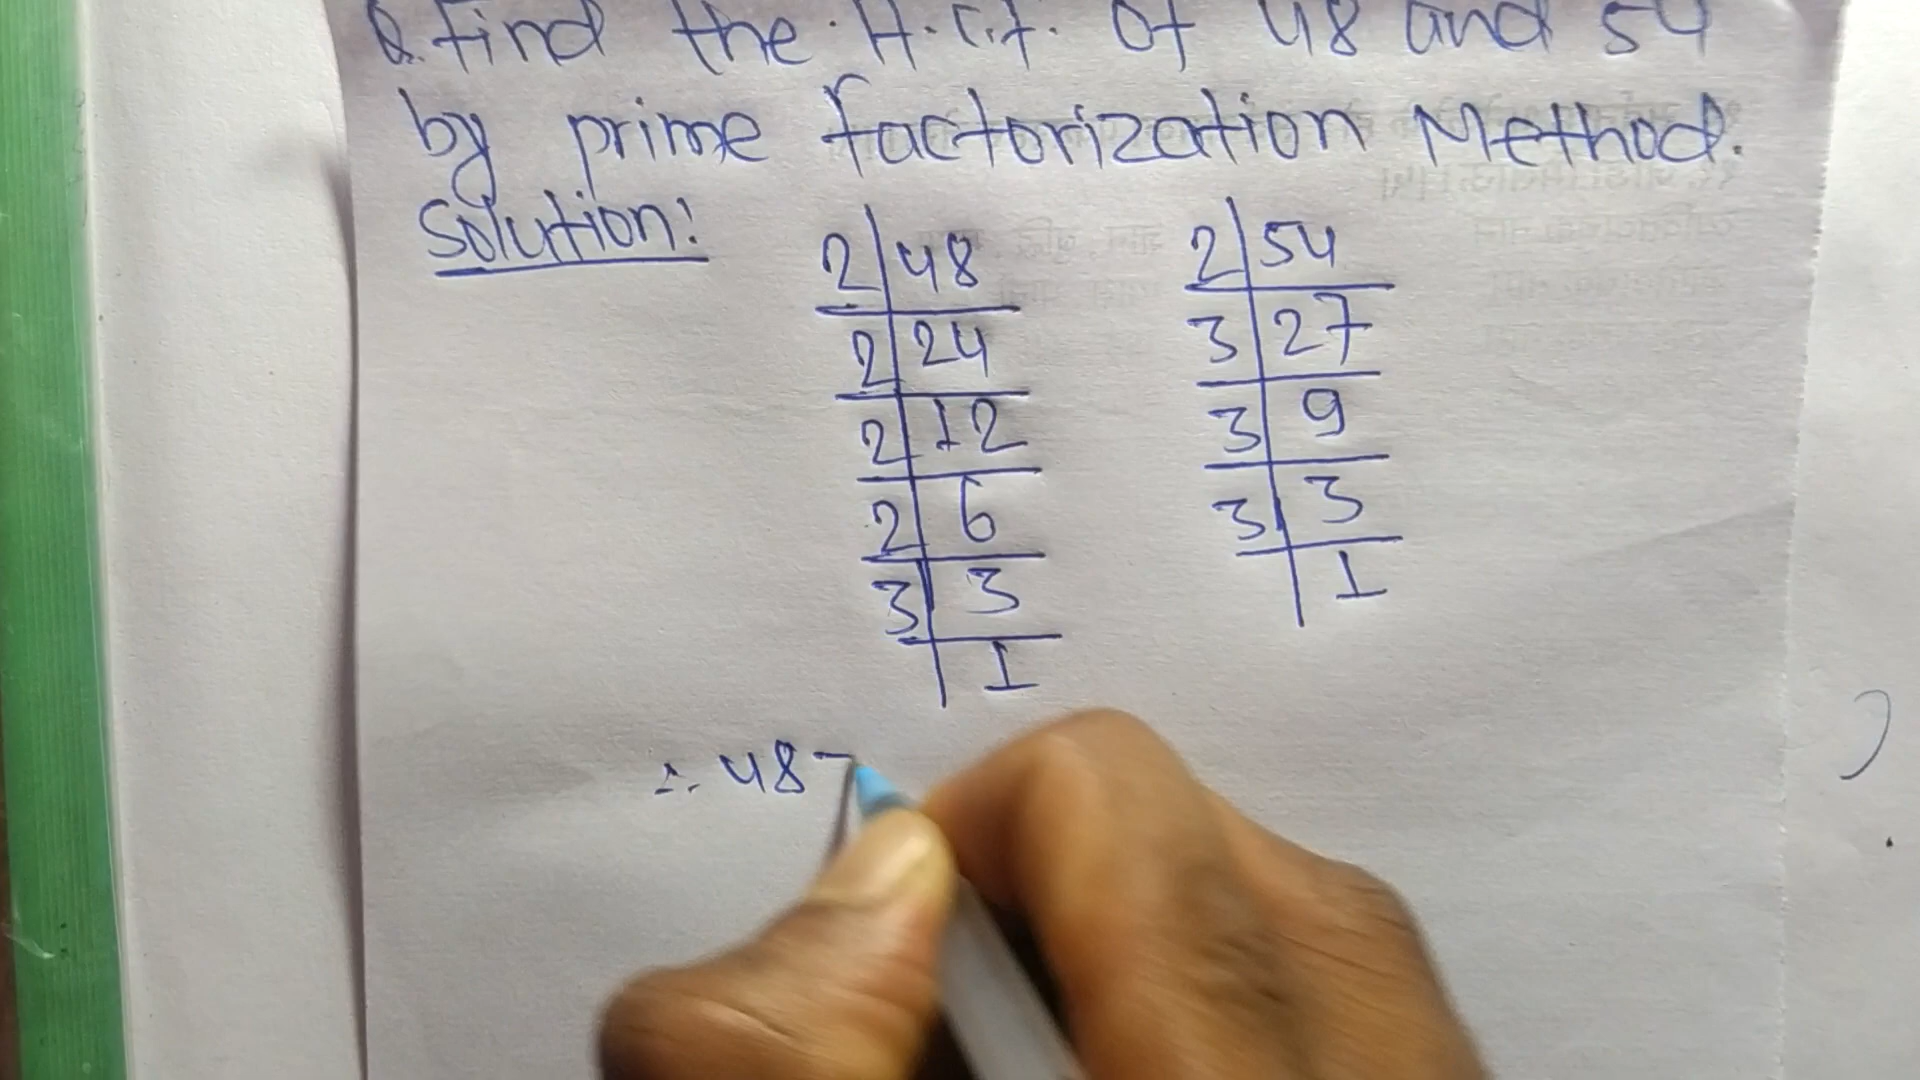 Q. Find the H.C.F. of 48 and 54
by prime factorization Method.
Solution:
2 | 48
2 | 24
2 | 12
2 | 6
3 | 3
1
2 | 54
3 | 27
3 | 9
3 | 3
1
∴ 48